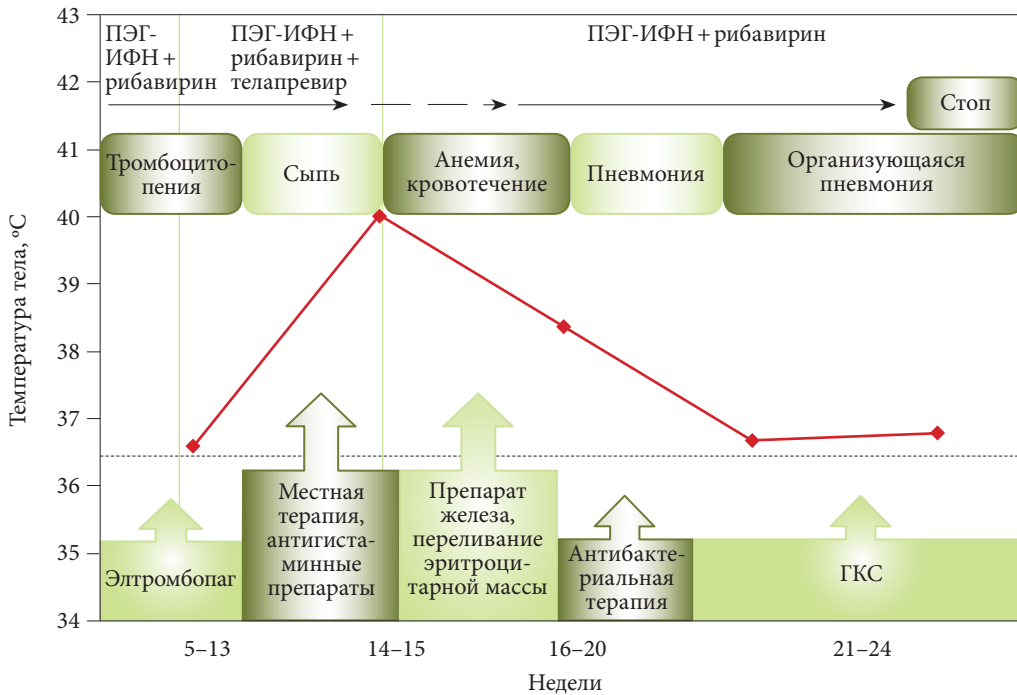 ПЭГ-
ИФН +
рибавирин
ПЭГ-ИФН +
рибавирин +
телапревир
ПЭГ-ИФН + рибавирин
Стоп
Тромбоцито-
пения
Сыпь
Анемия,
кровотечение
Пневмония
Организующаяся
пневмония
Температура тела, °C
43
42
41
40
39
38
37
36
35
34
Элтромбопаг
Местная
терапия,
антигиста-
минные
препараты
Препарат
железа,
переливание
эритроци-
тарной массы
Антибакте-
риальная
терапия
ГКС
5–13
14–15
16–20
21–24
Недели